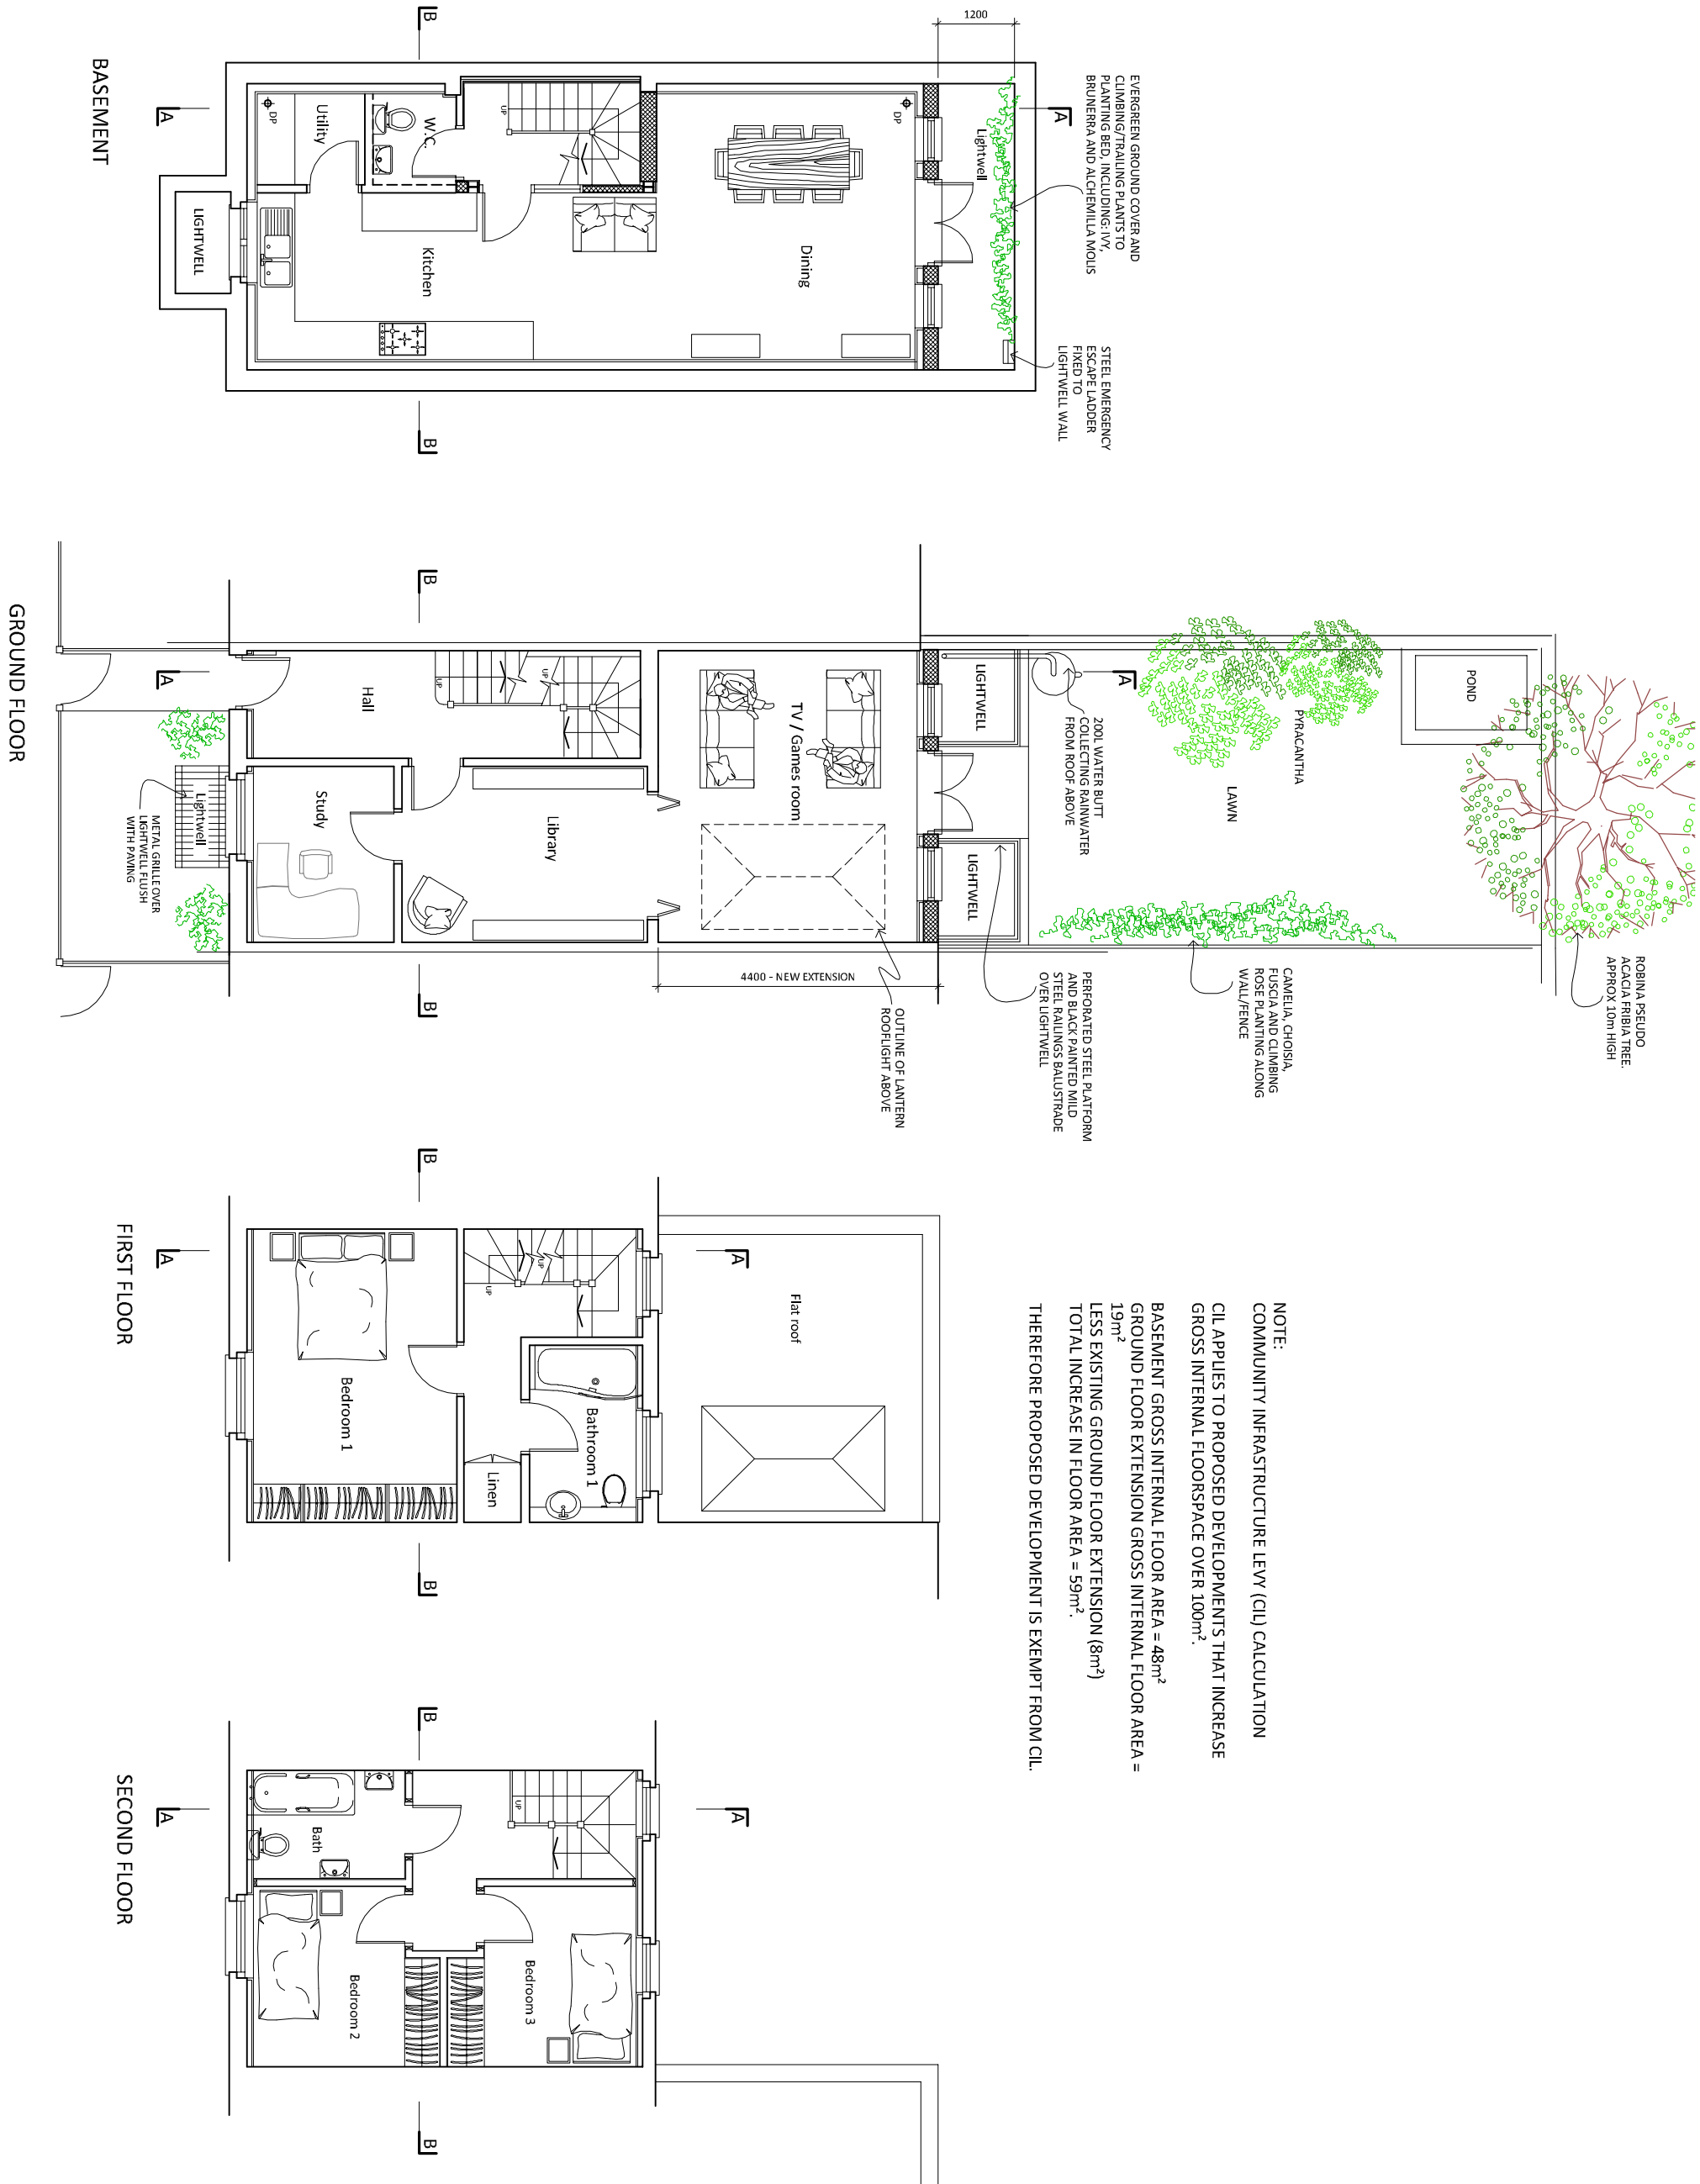 BASEMENT
B
B
A
A
1200
EVERGREEN GROUND COVER AND
CLIMBING/TRAILING PLANTS TO
PLANTING BED, INCLUDING: IVY,
BRUNERRA AND ALCHEMILLA MOLIS
STEEL EMERGENCY
ESCAPE LADDER
FIXED TO
LIGHTWELL WALL
Lightwell
DP
Dining
UP
W.C.
Kitchen
Utility
DP
LIGHTWELL
GROUND FLOOR
B
B
A
A
ROBINA PSEUDO
ACACIA FRIBIA TREE.
APPROX 10m HIGH
POND
PYRACANTHA
LAWN
CAMELIA, CHOISIA,
FUSCIA AND CLIMBING
ROSE PLANTING ALONG
WALL/FENCE
200L WATER BUTT
COLLECTING RAINWATER
FROM ROOF ABOVE
PERFORATED STEEL PLATFORM
AND BLACK PAINTED MILD
STEEL RAILINGS BALUSTRADE
OVER LIGHTWELL
LIGHTWELL
LIGHTWELL
OUTLINE OF LANTERN
ROOFLIGHT ABOVE
4400 - NEW EXTENSION
TV / Games room
UP
UP
Library
Hall
Study
Lightwell
METAL GRILLE OVER
LIGHTWELL FLUSH
WITH PAVING
FIRST FLOOR
B
B
A
A
Flat roof
UP
UP
Bathroom 1
Linen
Bedroom 1
SECOND FLOOR
B
B
A
A
UP
Bedroom 3
Bath
Bedroom 2
NOTE:
COMMUNITY INFRASTRUCTURE LEVY (CIL) CALCULATION
CIL APPLIES TO PROPOSED DEVELOPMENTS THAT INCREASE
GROSS INTERNAL FLOORSPACE OVER 100m².
BASEMENT GROSS INTERNAL FLOOR AREA = 48m²
GROUND FLOOR EXTENSION GROSS INTERNAL FLOOR AREA =
19m²
LESS EXISTING GROUND FLOOR EXTENSION (8m²)
TOTAL INCREASE IN FLOOR AREA = 59m².
THEREFORE PROPOSED DEVELOPMENT IS EXEMPT FROM CIL.